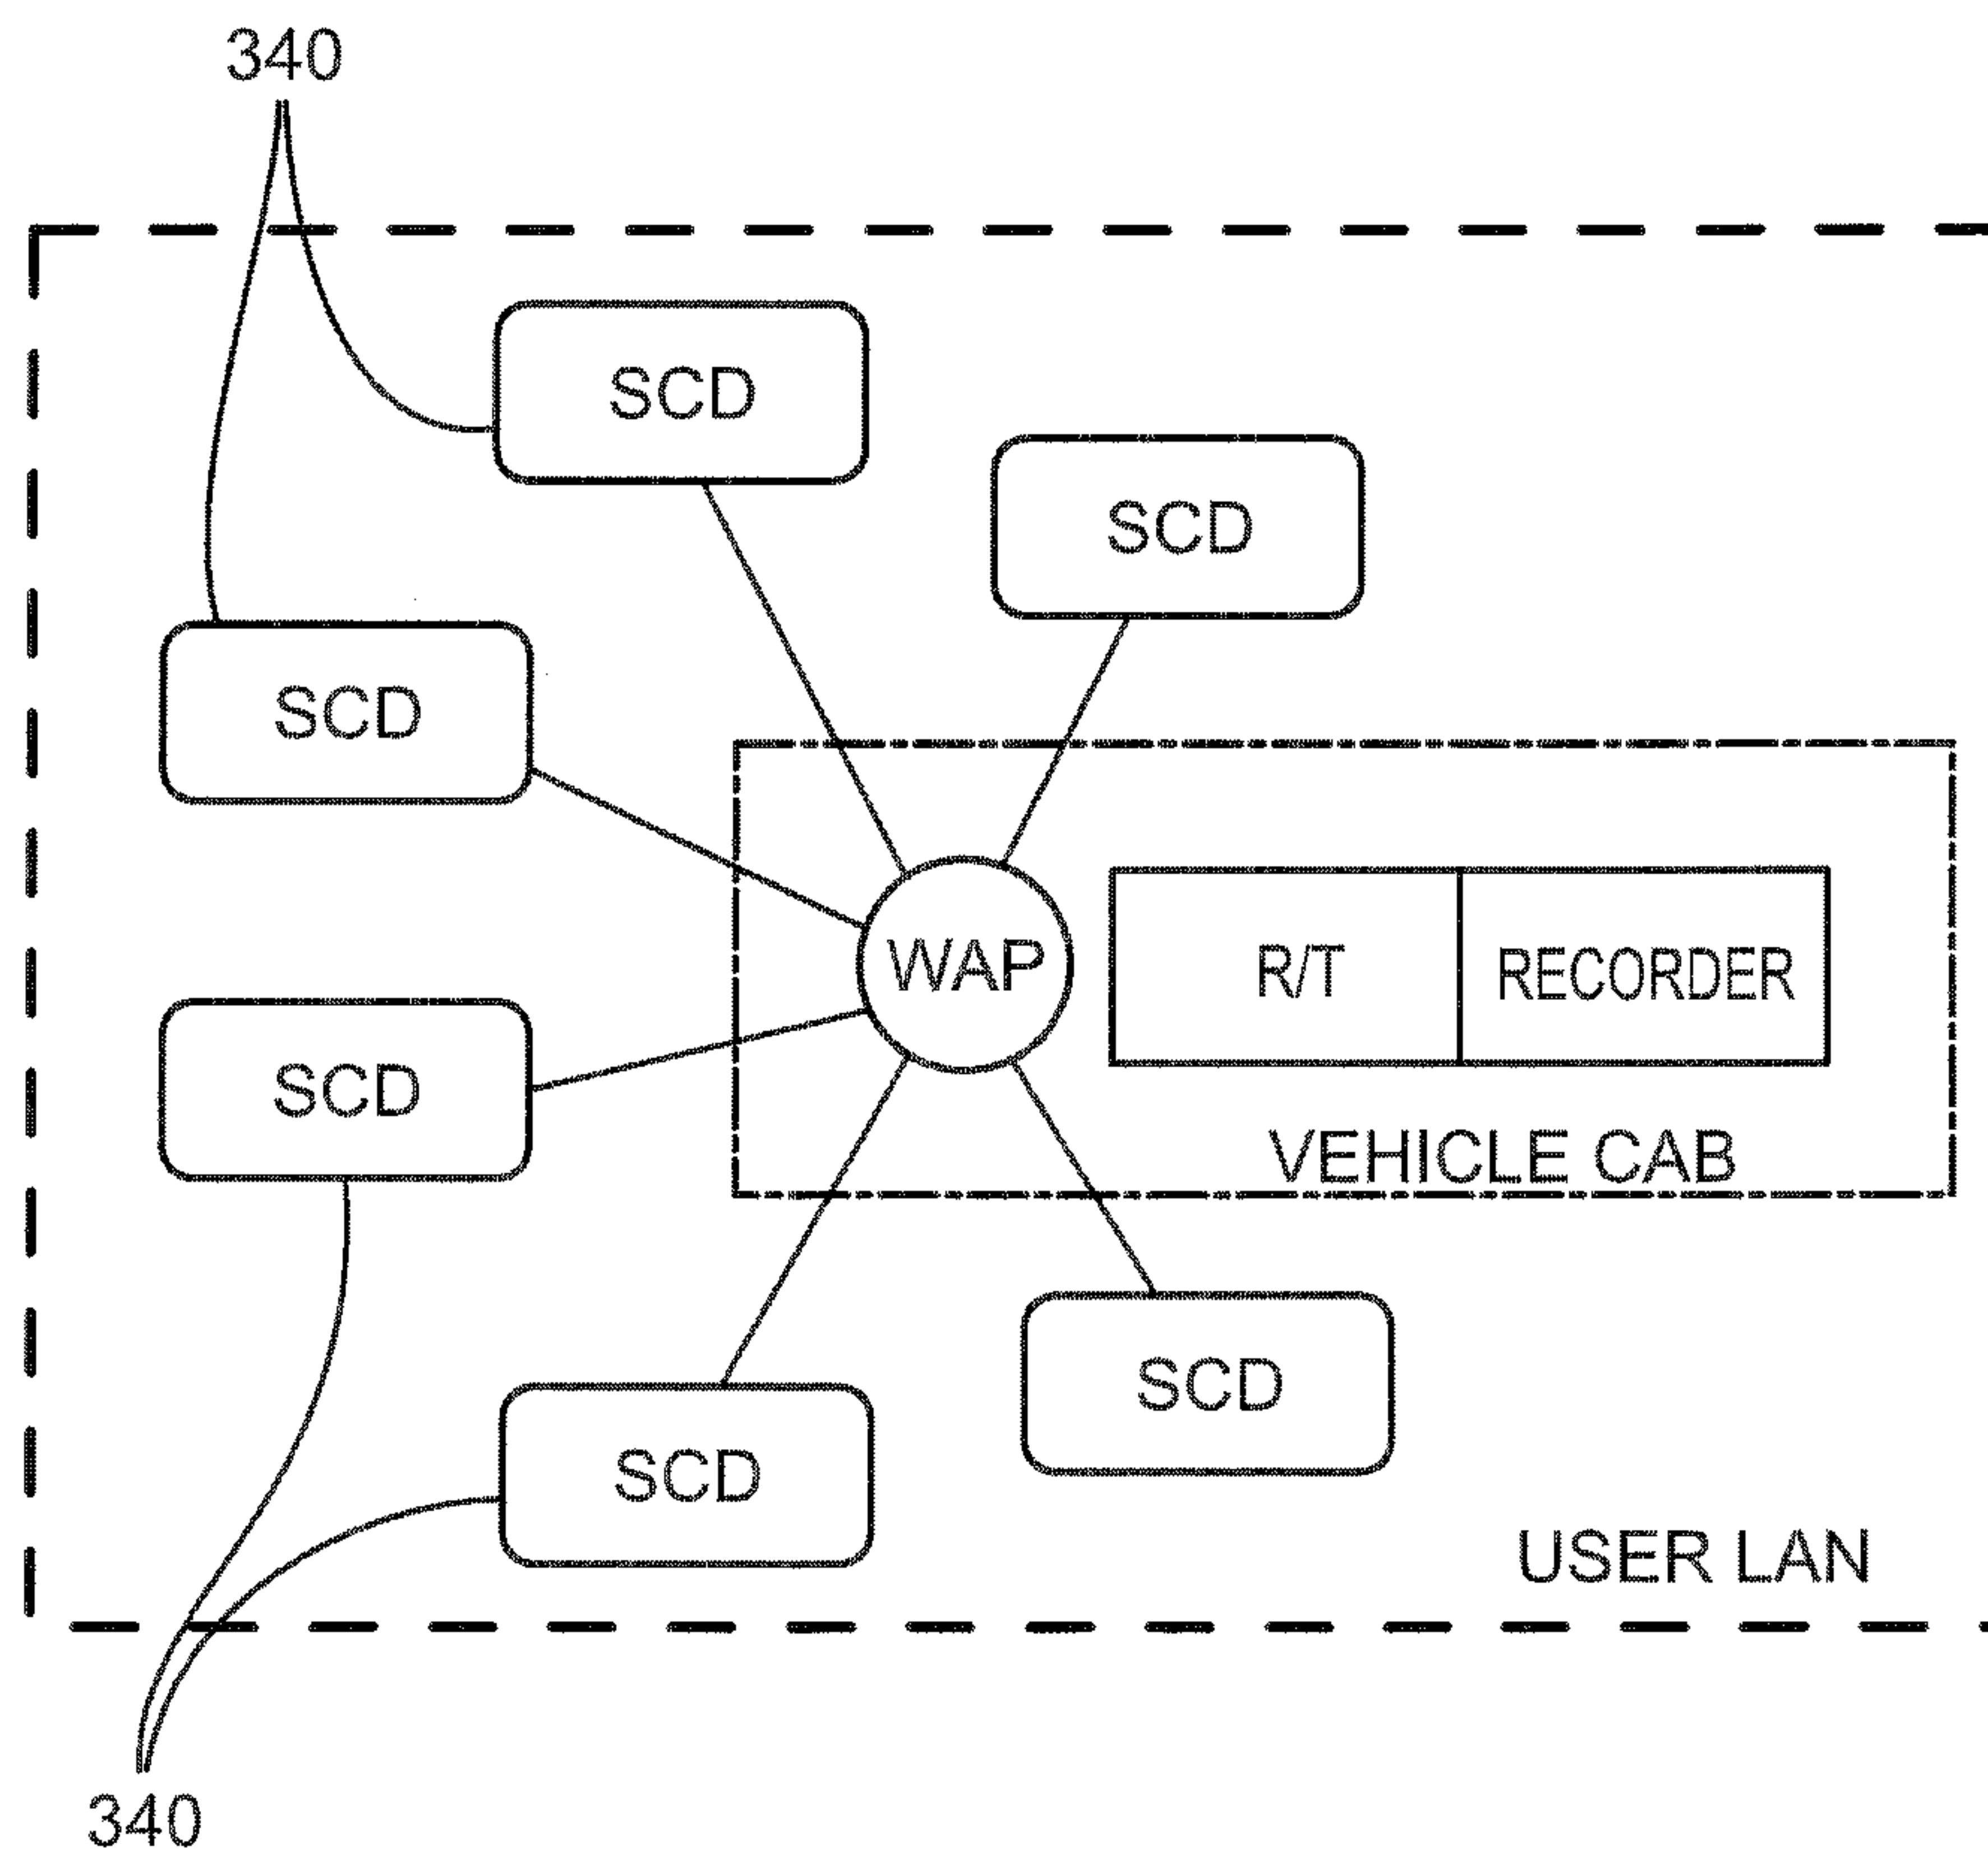 340
SCD
SCD
SCD
WAP
R/T
RECORDER
SCD
VEHICLE CAB
SCD
SCD
USER LAN
340